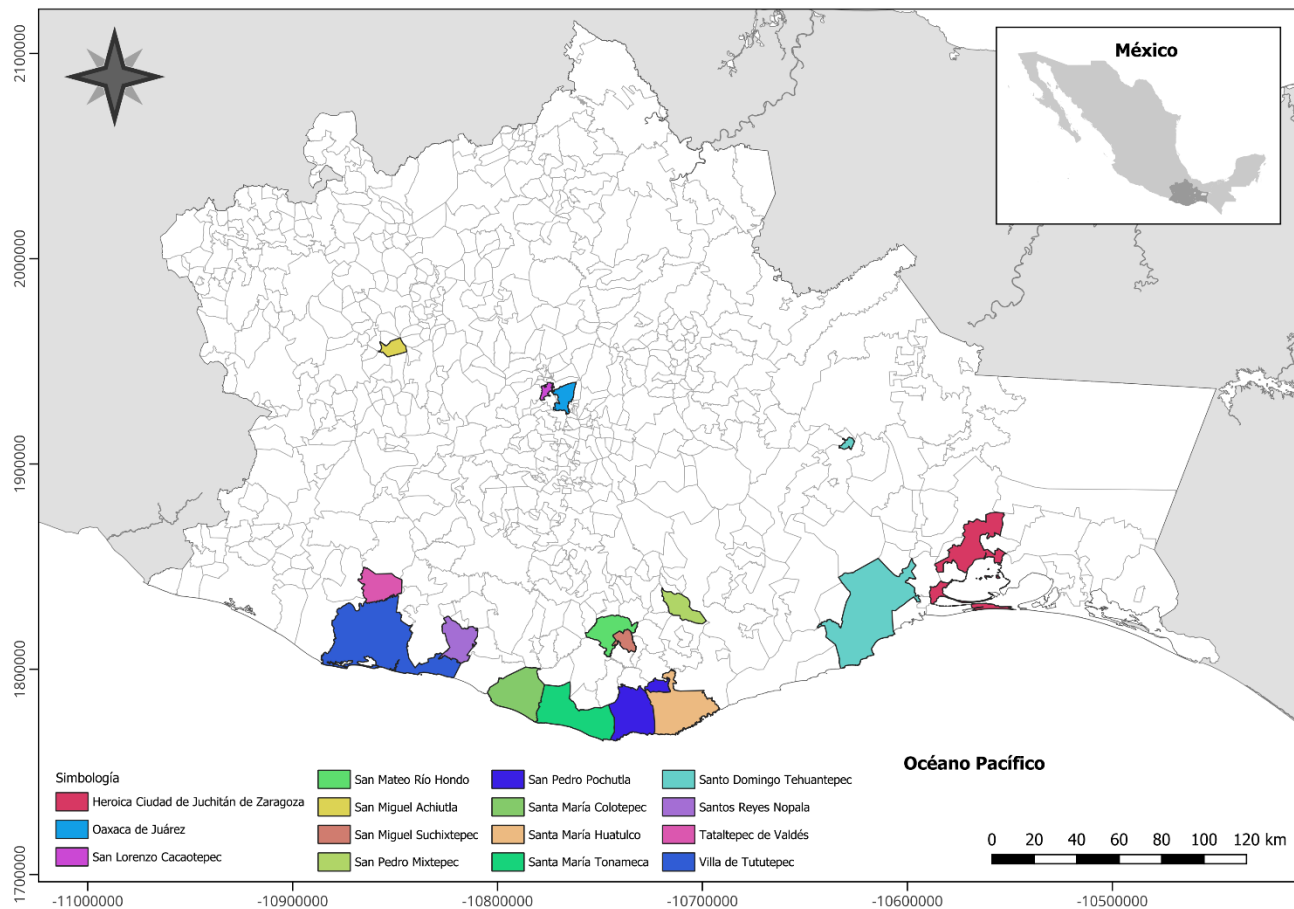 México
2100000
2000000
1900000
1800000
1700000
Océano Pacífico
Simbología
Heroica Ciudad de Juchitán de Zaragoza
Oaxaca de Juárez
San Lorenzo Cacaotepec
San Mateo Río Hondo
San Miguel Achiutla
San Miguel Suchixtepec
San Pedro Mixtepec
San Pedro Pochutla
Santa María Colotepec
Santa María Huatulco
Santa María Tonameca
Santo Domingo Tehuantepec
Santos Reyes Nopala
Tataltepec de Valdés
Villa de Tututepec
0 20 40 60 80 100 120 km
-11000000 -10900000 -10800000 -10700000 -10600000 -10500000